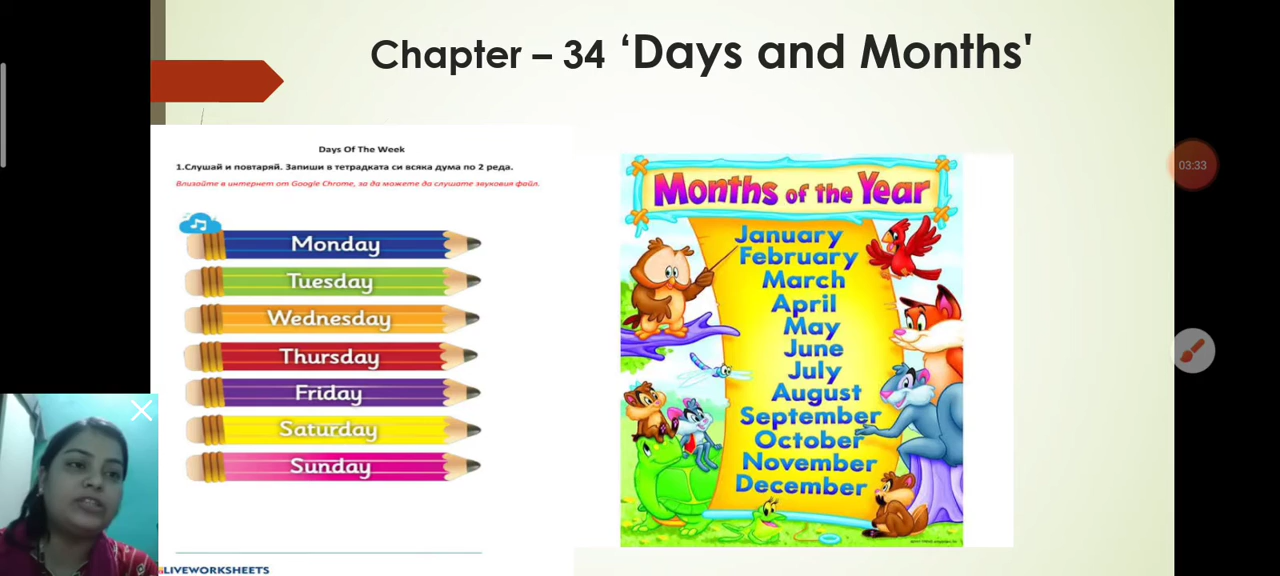 Chapter – 34 ‘Days and Months'
Days Of The Week
1.Слушай и повтаряй. Запиши в тетрадката си всяка дума по 2 реда.
Влизайте в интернет от Google Chrome, за да можете да слушате звуковия файл.
Monday
Tuesday
Wednesday
Thursday
Friday
Saturday
Sunday
LIVEWORKSHEETS
Months of the Year
January
February
March
April
May
June
July
August
September
October
November
December
03:33